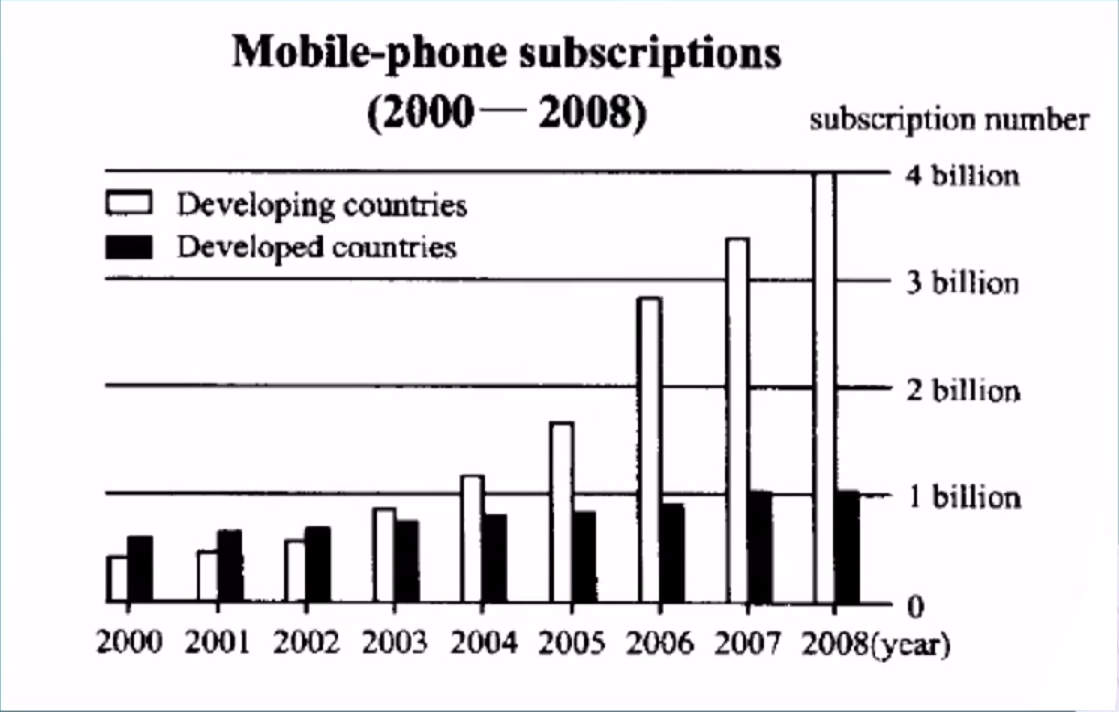 Mobile-phone subscriptions
(2000— 2008)
subscription number
4 billion
Developing countries
Developed countries
3 billion
2 billion
1 billion
0
2000 2001 2002 2003 2004 2005 2006 2007 2008(year)